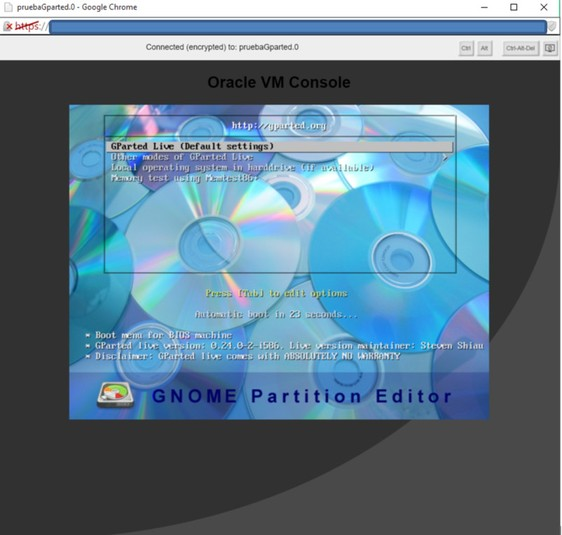 pruebaGparted.0 - Google Chrome
https://
Connected (encrypted) to: pruebaGparted.0
Ctrl Alt Ctrl-Alt-Del
Oracle VM Console
http://gparted.org
GParted Live (Default settings)
Other modes of GParted Live >
Local operating system in harddrive (if available)
Memory test using Memtest86+
Press [Tab] to edit options
Automatic boot in 23 seconds...
* Boot menu for BIOS machine
* GParted live version: 0.24.0-2-i586. Live version maintainer: Steven Shiau
* Disclaimer: GParted live comes with ABSOLUTELY NO WARRANTY
GNOME Partition Editor